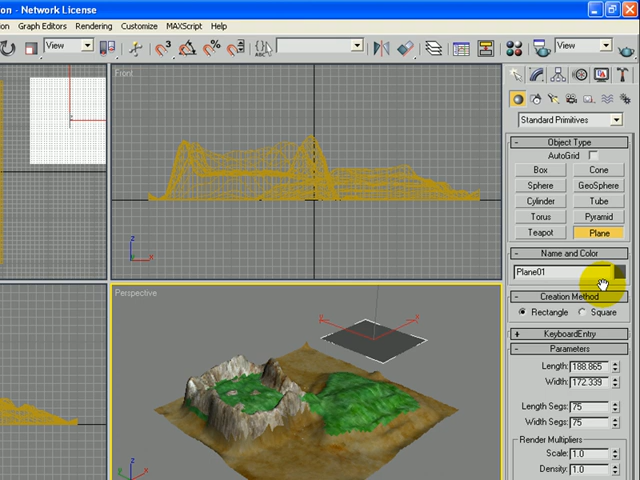 on - Network License
on Graph Editors Rendering Customize MAXScript Help
View 3 % ABC View
Front
Perspective
z
x
z
x
x
y
Standard Primitives
- Object Type
AutoGrid
Box Cone
Sphere GeoSphere
Cylinder Tube
Torus Pyramid
Teapot Plane
- Name and Color
Plane01
- Creation Method
Rectangle Square
+ KeyboardEntry
- Parameters
Length: 188.865
Width: 172.339
Length Segs: 75
Width Segs: 75
Render Multipliers
Scale: 1.0
Density: 1.0